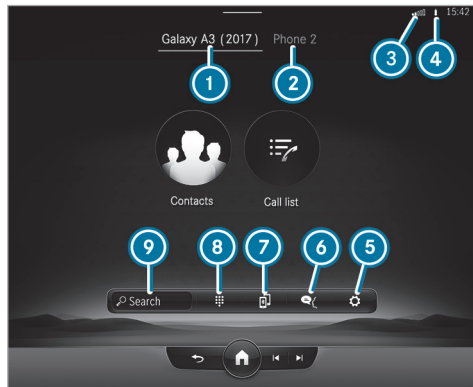 15:42
Galaxy A3 (2017) Phone 2
3 4
1 2
Contacts Call list
9 8 7 6 5
Search